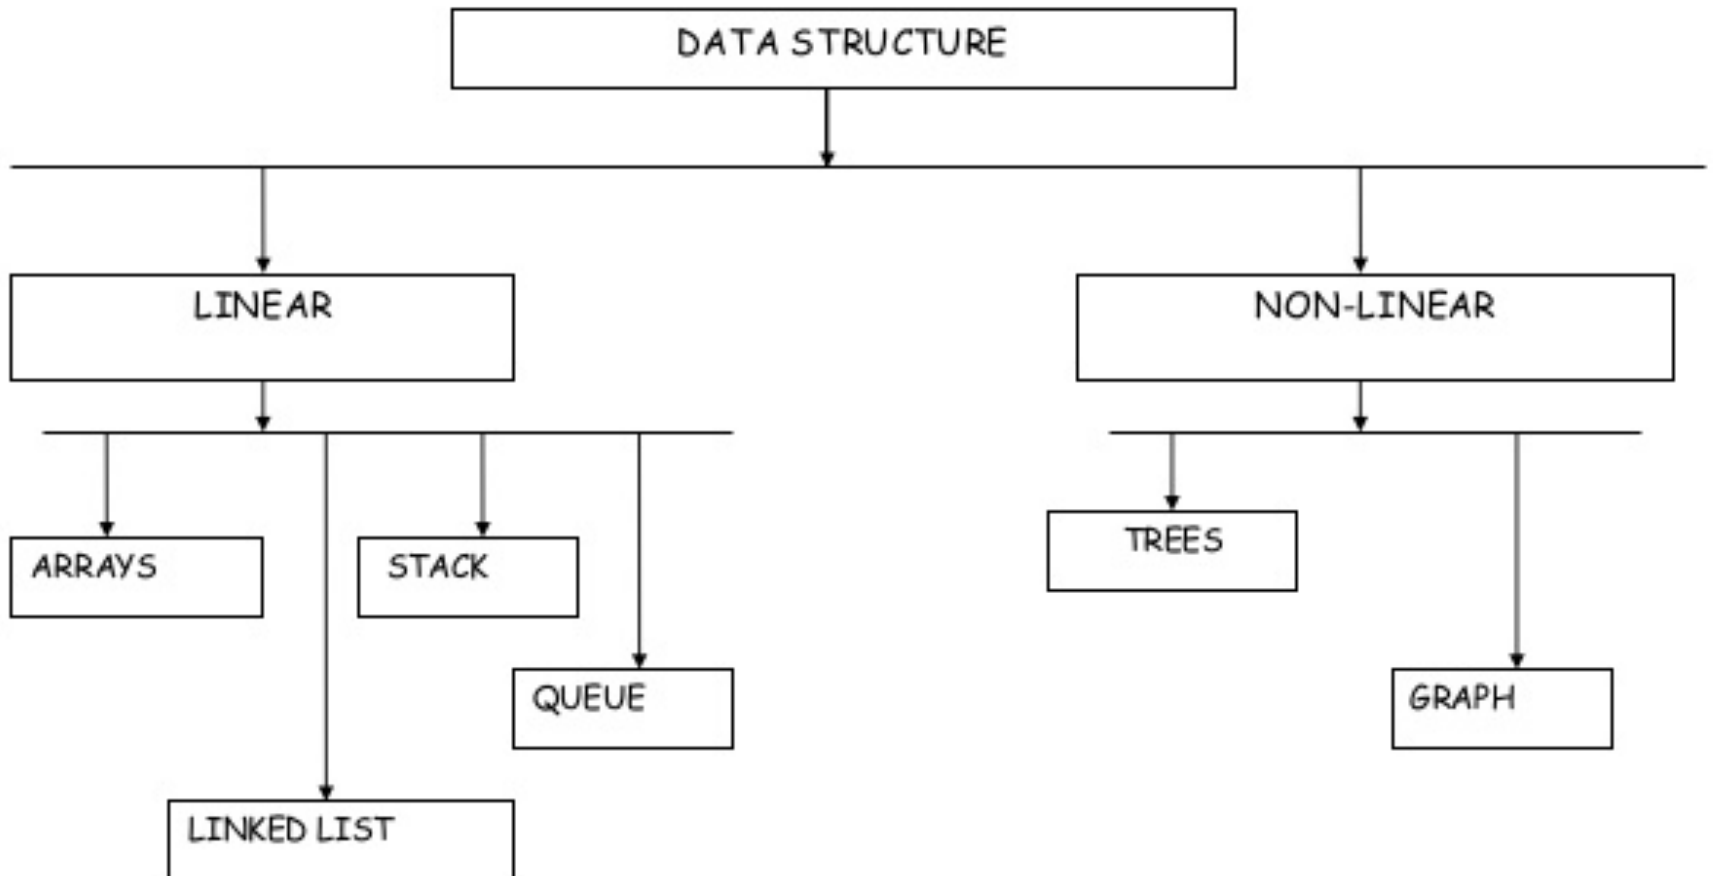 DATA STRUCTURE
LINEAR
NON-LINEAR
ARRAYS
STACK
TREES
QUEUE
GRAPH
LINKED LIST